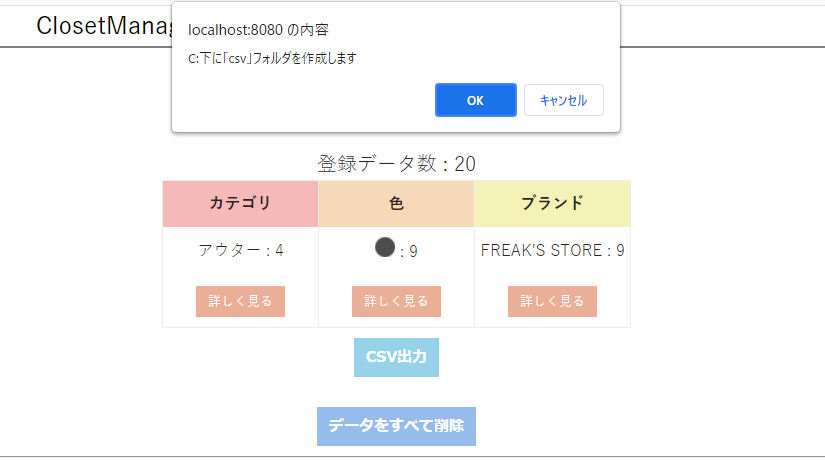 ClosetManag
localhost:8080 の内容
C:下に「csv」フォルダを作成します
OK
キャンセル
登録データ数 : 20
カテゴリ 色 ブランド
アウター : 4 : 9 FREAK'S STORE : 9
詳しく見る 詳しく見る 詳しく見る
CSV出力
データをすべて削除